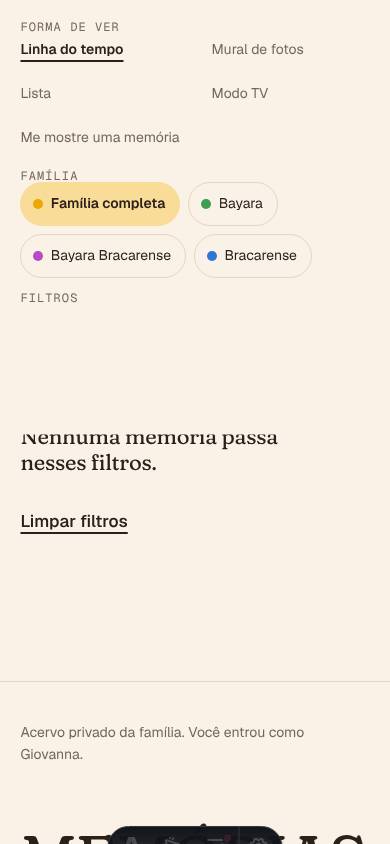 FORMA DE VER
Linha do tempo
Mural de fotos
Lista
Modo TV
Me mostre uma memória
FAMÍLIA
Família completa
Bayara
Bayara Bracarense
Bracarense
FILTROS
Nenhuma memória passa
nesses filtros.
Limpar filtros
Acervo privado da família. Você entrou como
Giovanna.